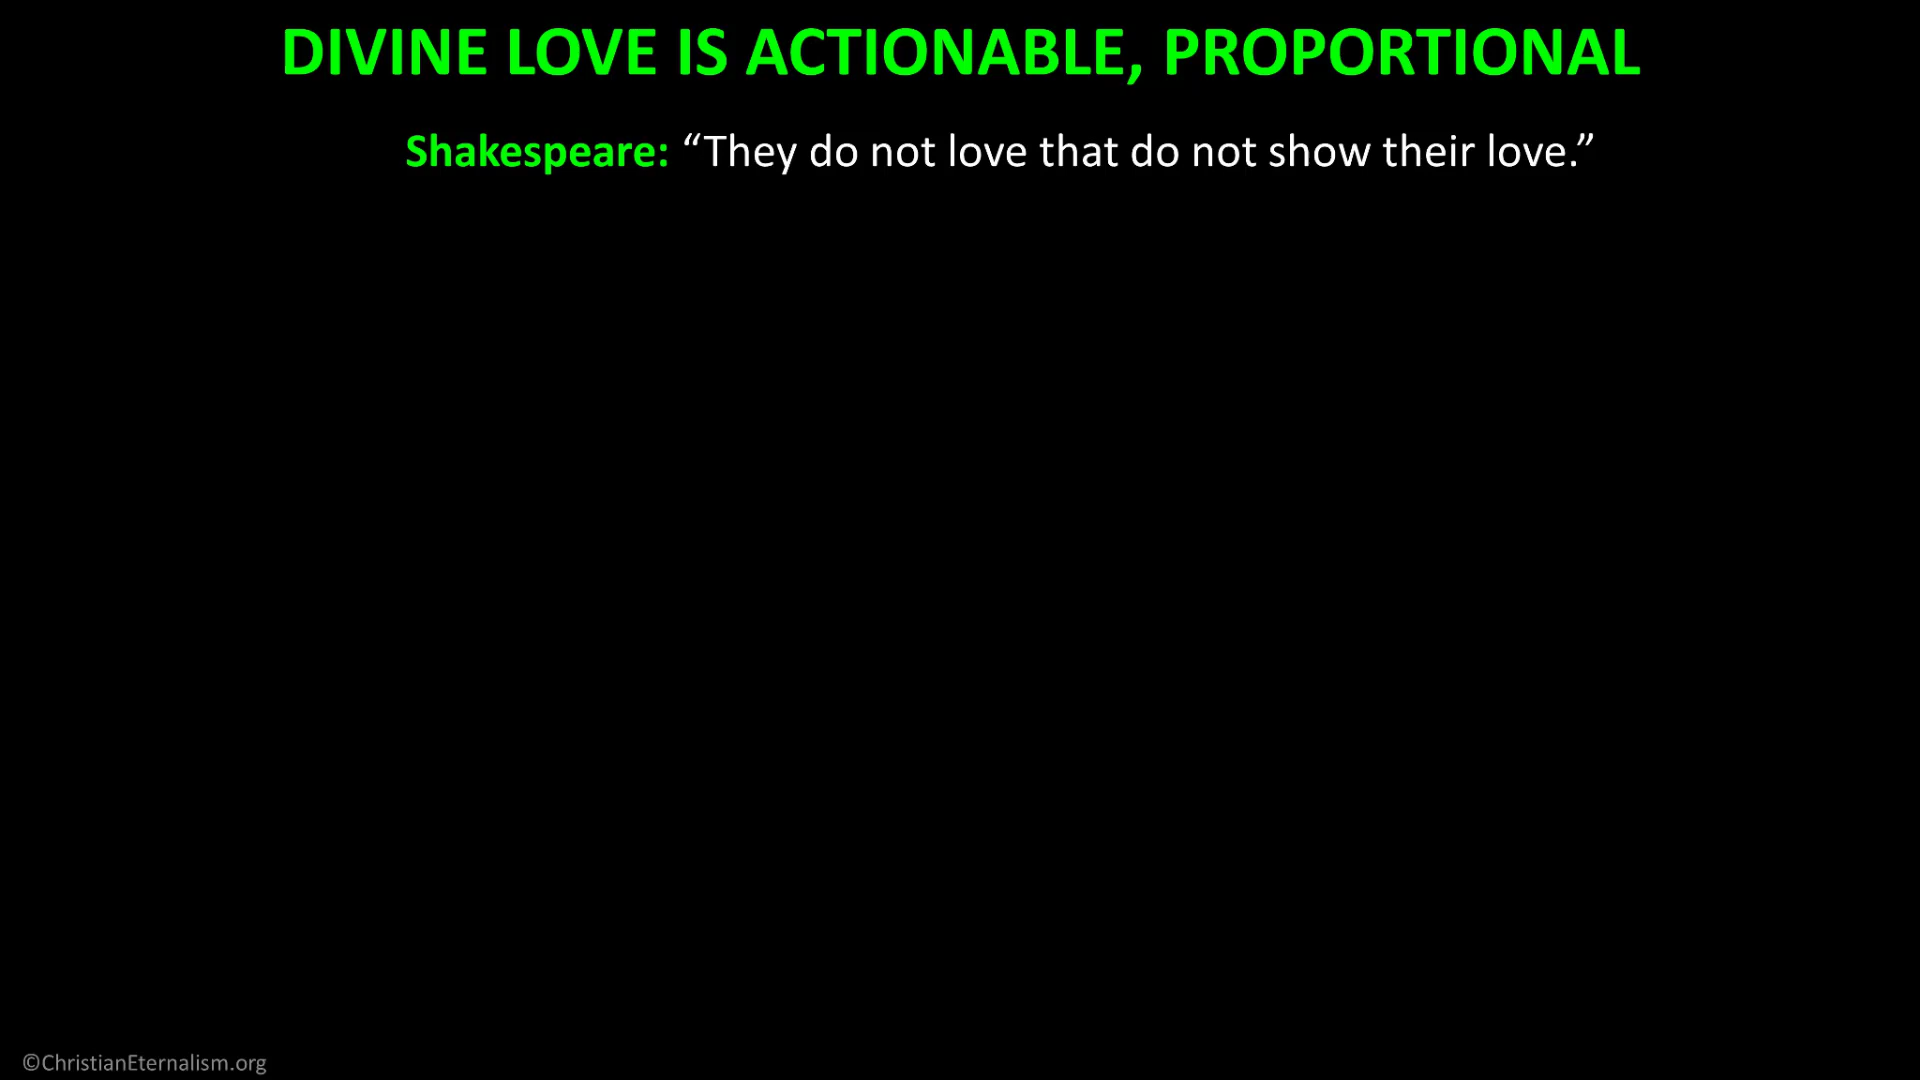 DIVINE LOVE IS ACTIONABLE, PROPORTIONAL
Shakespeare: “They do not love that do not show their love.”
©ChristianEternalism.org